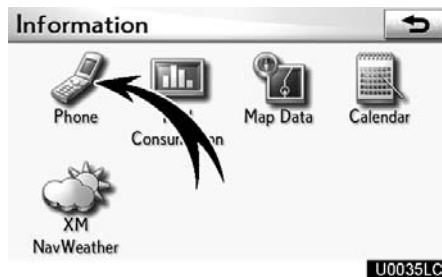 Information
Phone
Map Data
Calendar
XM
NavWeather
U0035LC